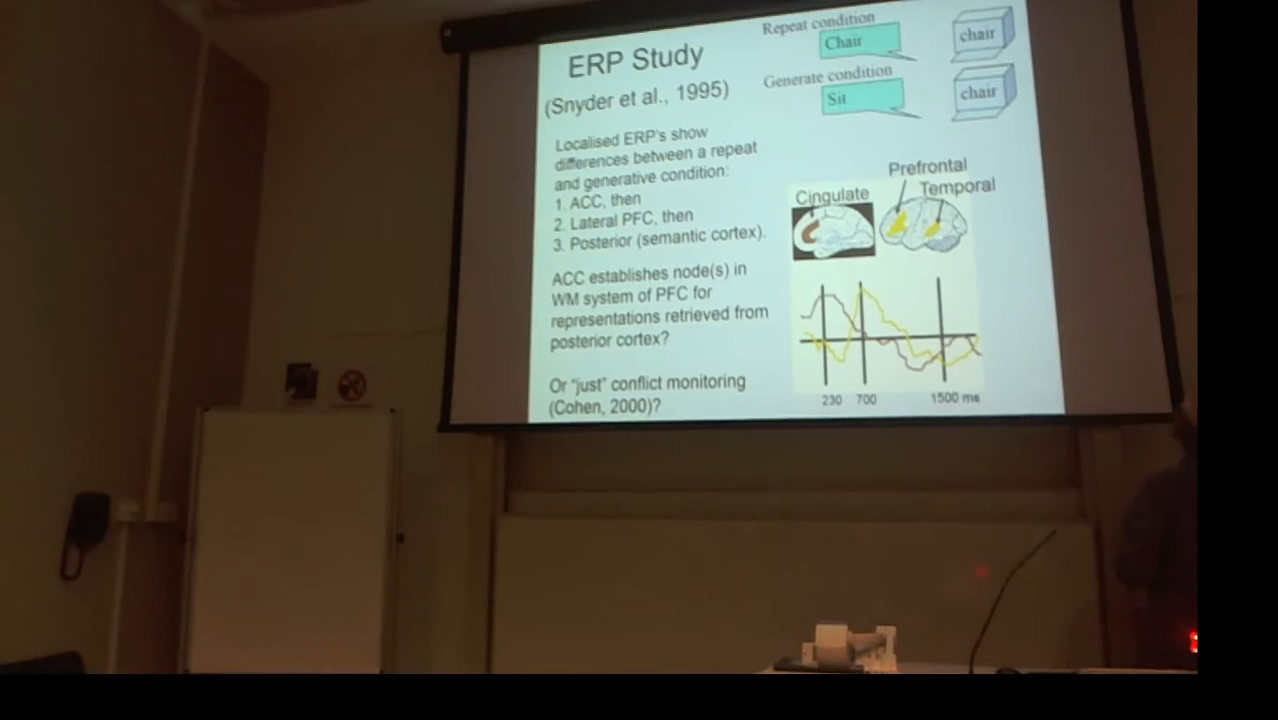 ERP Study
(Snyder et al., 1995)
Localised ERP's show
differences between a repeat
and generative condition:
1. ACC, then
2. Lateral PFC, then
3. Posterior (semantic cortex).
ACC establishes node(s) in
WM system of PFC for
representations retrieved from
posterior cortex?
Or "just" conflict monitoring
(Cohen, 2000)?
Repeat condition
Chair
chair
Generate condition
Sit
chair
Prefrontal
Cingulate
Temporal
230 700 1500 ms